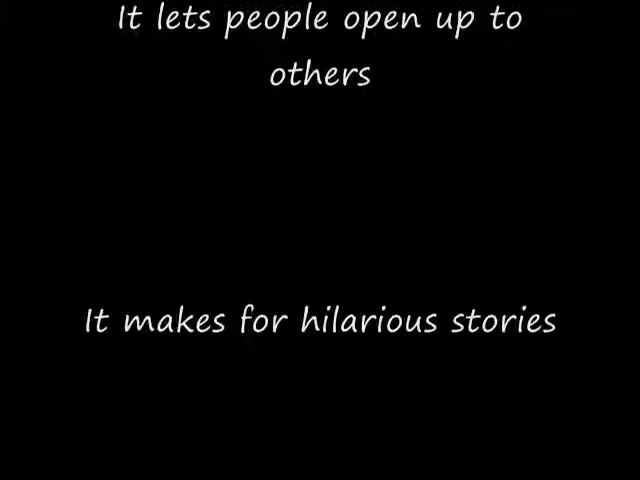 It lets people open up to
others
It makes for hilarious stories